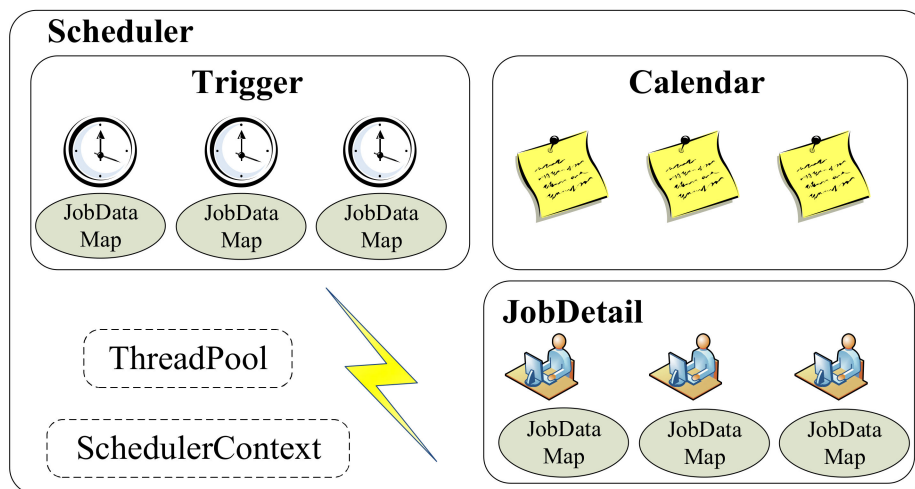 Scheduler
Trigger
JobData
Map
JobData
Map
JobData
Map
Calendar
ThreadPool
SchedulerContext
JobDetail
JobData
Map
JobData
Map
JobData
Map